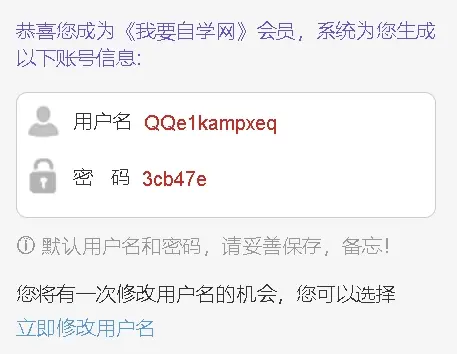 恭喜您成为《我要自学网》会员，系统为您生成
以下账号信息:
用户名 QQe1kampxeq
密 码 3cb47e
默认用户名和密码，请妥善保存，备忘!
您将有一次修改用户名的机会，您可以选择
立即修改用户名